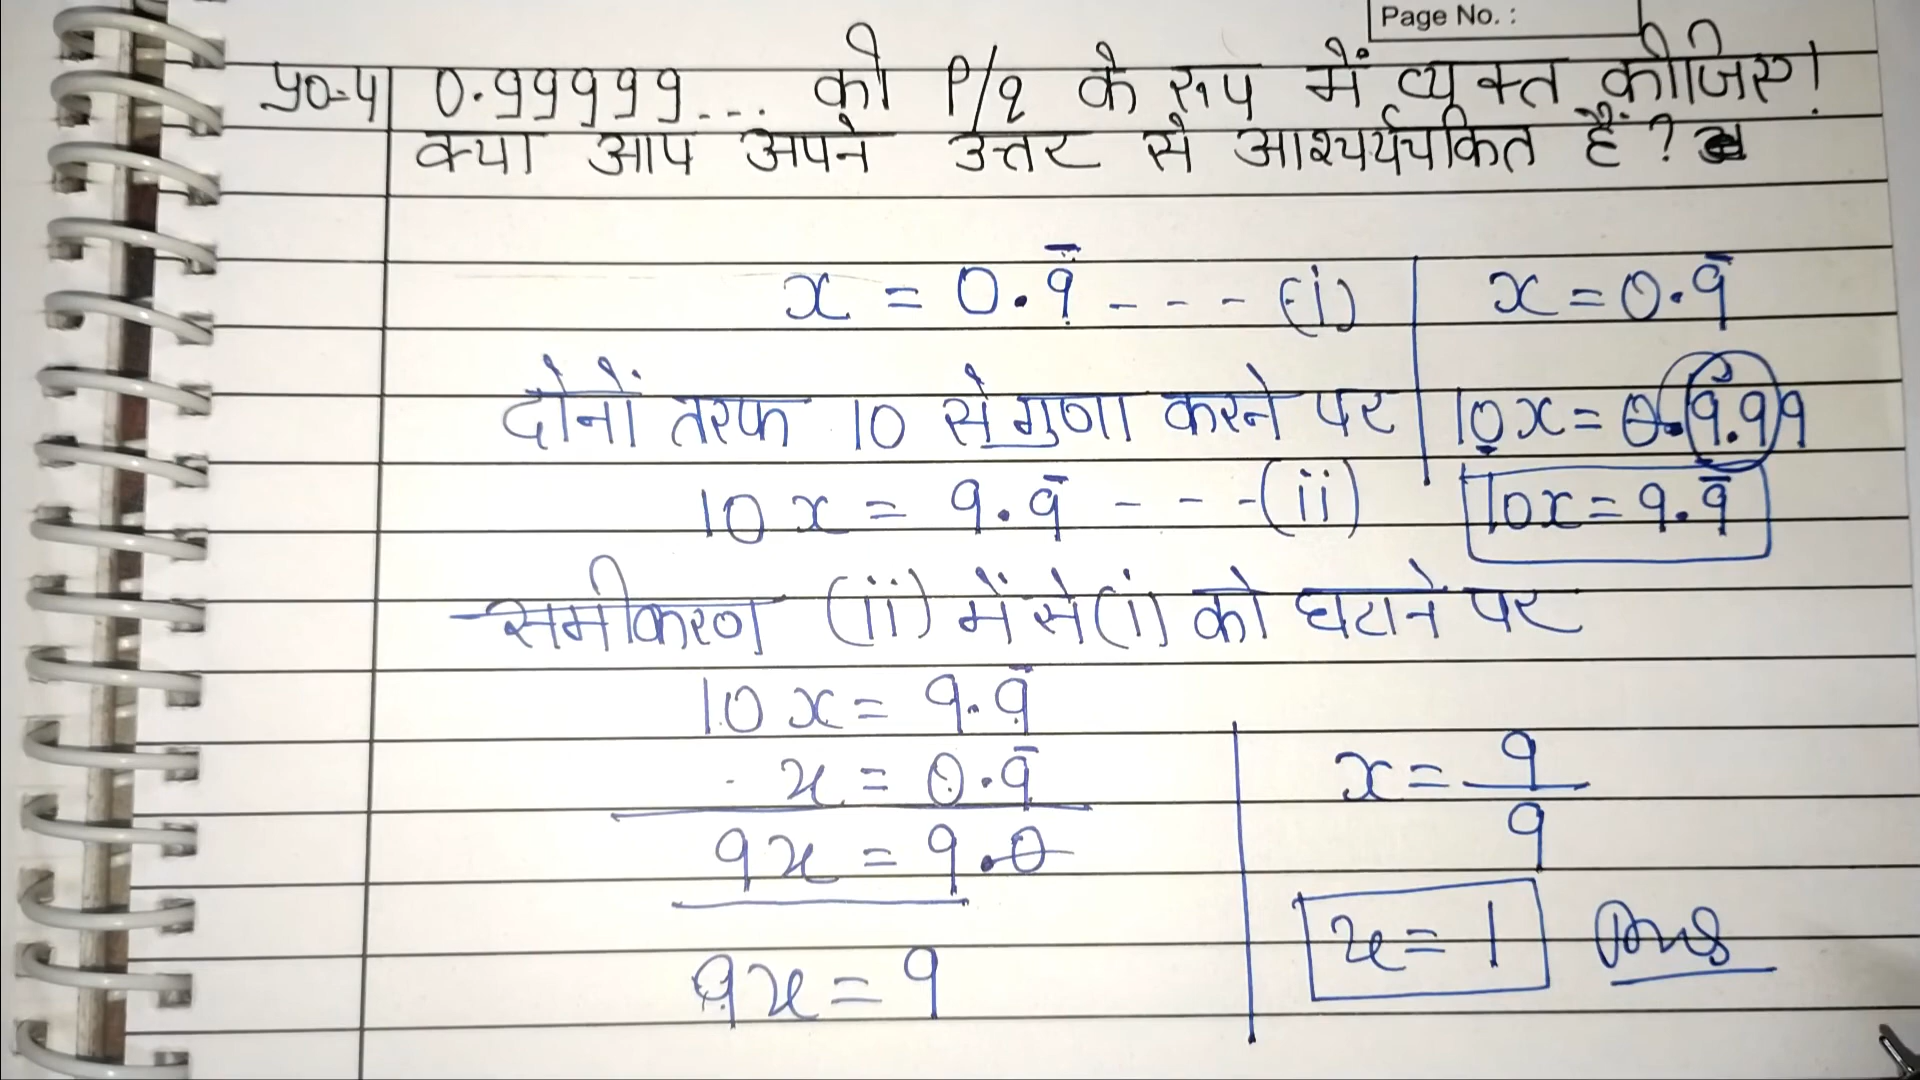 Page No. :
प्र०-4 0.99999... को P/q के रूप में व्यक्त कीजिए।
क्या आप अपने उत्तर से आश्चर्यचकित हैं?
x = 0.9̄ - - - (i)
x = 0.9̄
दोनों तरफ 10 से गुणा करने पर
10x = 0.9.99
10x = 9.9̄ - - -(ii)
10x = 9.9̄
समीकरण (ii) में से (i) को घटाने पर
10x = 9.9̄
- x = 0.9̄
9x = 9.0
9x = 9
x = 9
9
x = 1 Ans